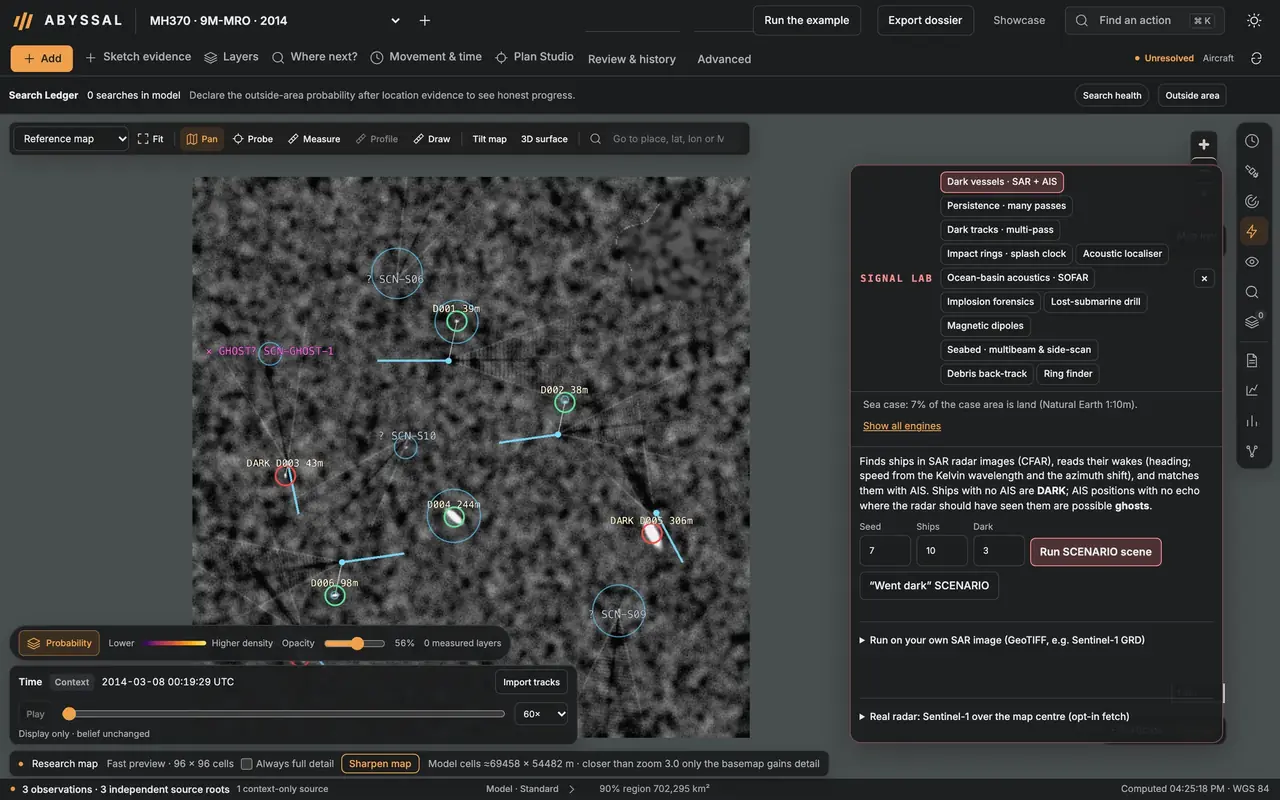 ABYSSAL
MH370 · 9M-MRO · 2014
Run the example
Export dossier
Showcase
Find an action
⌘ K
Add
Sketch evidence
Layers
Where next?
Movement & time
Plan Studio
Review & history
Advanced
Unresolved
Aircraft
Search Ledger 0 searches in model Declare the outside-area probability after location evidence to see honest progress.
Search health
Outside area
Reference map
Fit
Pan
Probe
Measure
Profile
Draw
Tilt map
3D surface
Go to place, lat, lon or M
? SCN-S06
D001 39m
× GHOST? SCN-GHOST-1
D002 38m
? SCN-S10
DARK D003 43m
D004 244m
DARK D005 306m
D006 98m
? SCN-S09
SIGNAL LAB
Dark vessels · SAR + AIS
Persistence · many passes
Dark tracks · multi-pass
Impact rings · splash clock
Acoustic localiser
Ocean-basin acoustics · SOFAR
Implosion forensics
Lost-submarine drill
Magnetic dipoles
Seabed · multibeam & side-scan
Debris back-track
Ring finder
Sea case: 7% of the case area is land (Natural Earth 1:10m).
Show all engines
Finds ships in SAR radar images (CFAR), reads their wakes (heading;
speed from the Kelvin wavelength and the azimuth shift), and matches
them with AIS. Ships with no AIS are DARK; AIS positions with no echo
where the radar should have seen them are possible ghosts.
Seed
Ships
Dark
7
10
3
Run SCENARIO scene
“Went dark” SCENARIO
Run on your own SAR image (GeoTIFF, e.g. Sentinel-1 GRD)
Real radar: Sentinel-1 over the map centre (opt-in fetch)
0
Probability
Lower
Higher density
Opacity
56%
0 measured layers
Time
Context
2014-03-08 00:19:29 UTC
Import tracks
Play
60×
Display only · belief unchanged
Research map
Fast preview · 96 × 96 cells
Always full detail
Sharpen map
Model cells ≈69458 × 54482 m · closer than zoom 3.0 only the basemap gains detail
3 observations · 3 independent source roots
1 context-only source
Model · Standard
90% region 702,295 km²
Computed 04:25:18 PM · WGS 84